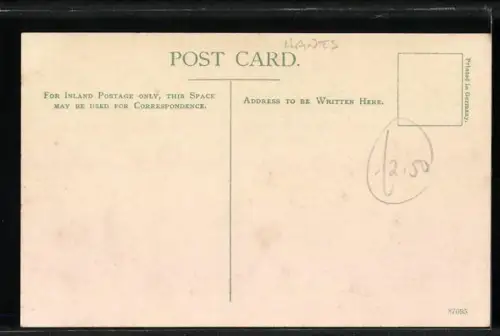 HANTS
POST CARD.
FOR INLAND POSTAGE ONLY, THIS SPACE
MAY BE USED FOR CORRESPONDENCE.
ADDRESS TO BE WRITTEN HERE.
Printed in Germany.
2.50